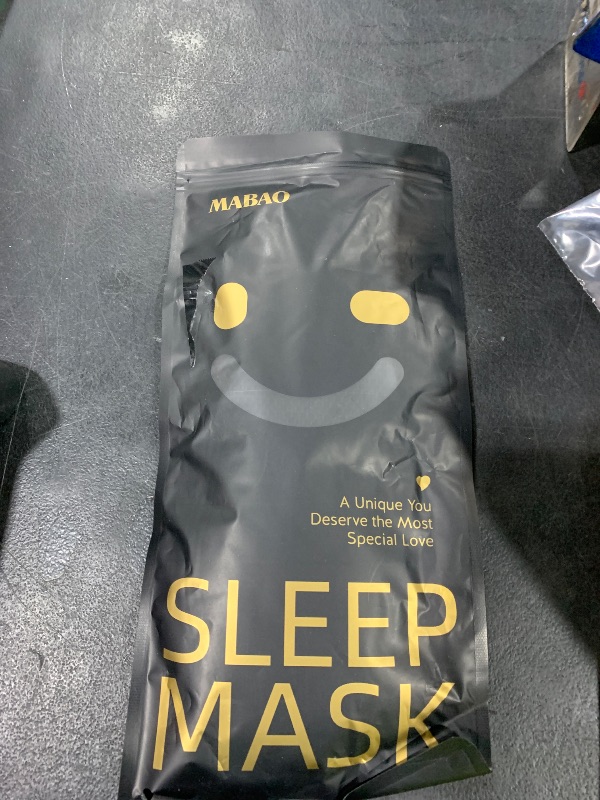 MABAO
A Unique You
Deserve the Most
Special Love
SLEEP
MASK